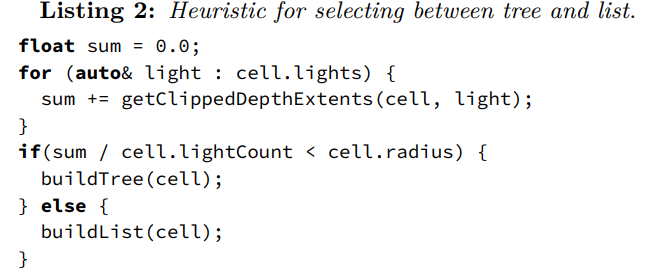 Listing 2: Heuristic for selecting between tree and list.
float sum = 0.0;
for (auto& light : cell.lights) {
  sum += getClippedDepthExtents(cell, light);
}
if(sum / cell.lightCount < cell.radius) {
  buildTree(cell);
} else {
  buildList(cell);
}